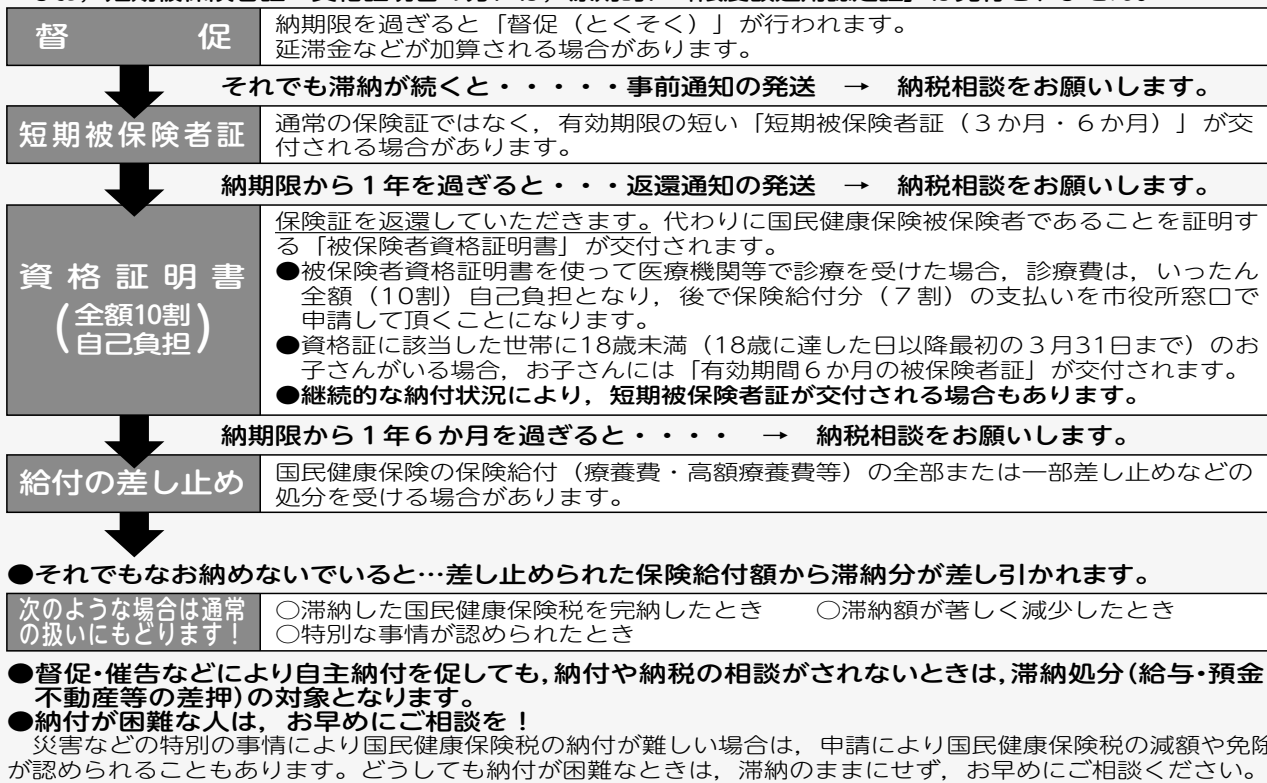 督促
納期限を過ぎると「督促（とくそく）」が行われます。
延滞金などが加算される場合があります。
それでも滞納が続くと・・・・・事前通知の発送　→　納税相談をお願いします。
短期被保険者証
通常の保険証ではなく，有効期限の短い「短期被保険者証（３か月・６か月）」が交
付される場合があります。
納期限から１年を過ぎると・・・返還通知の発送　→　納税相談をお願いします。
資格証明書
（全額10割
自己負担）
保険証を返還していただきます。代わりに国民健康保険被保険者であることを証明す
る「被保険者資格証明書」が交付されます。
●被保険者資格証明書を使って医療機関等で診療を受けた場合，診療費は，いったん
全額（10割）自己負担となり，後で保険給付分（７割）の支払いを市役所窓口で
申請して頂くことになります。
●資格証に該当した世帯に18歳未満（18歳に達した日以降最初の３月31日まで）のお
子さんがいる場合，お子さんには「有効期間６か月の被保険者証」が交付されます。
●継続的な納付状況により，短期被保険者証が交付される場合もあります。
納期限から１年６か月を過ぎると・・・・　→　納税相談をお願いします。
給付の差し止め
国民健康保険の保険給付（療養費・高額療養費等）の全部または一部差し止めなどの
処分を受ける場合があります。
●それでもなお納めないでいると…差し止められた保険給付額から滞納分が差し引かれます。
次のような場合は通常
の扱いにもどります！
○滞納した国民健康保険税を完納したとき　　○滞納額が著しく減少したとき
○特別な事情が認められたとき
●督促・催告などにより自主納付を促しても，納付や納税の相談がされないときは，滞納処分（給与・預金
不動産等の差押）の対象となります。
●納付が困難な人は，お早めにご相談を！
災害などの特別の事情により国民健康保険税の納付が難しい場合は，申請により国民健康保険税の減額や免除
が認められることもあります。どうしても納付が困難なときは，滞納のままにせず，お早めにご相談ください。